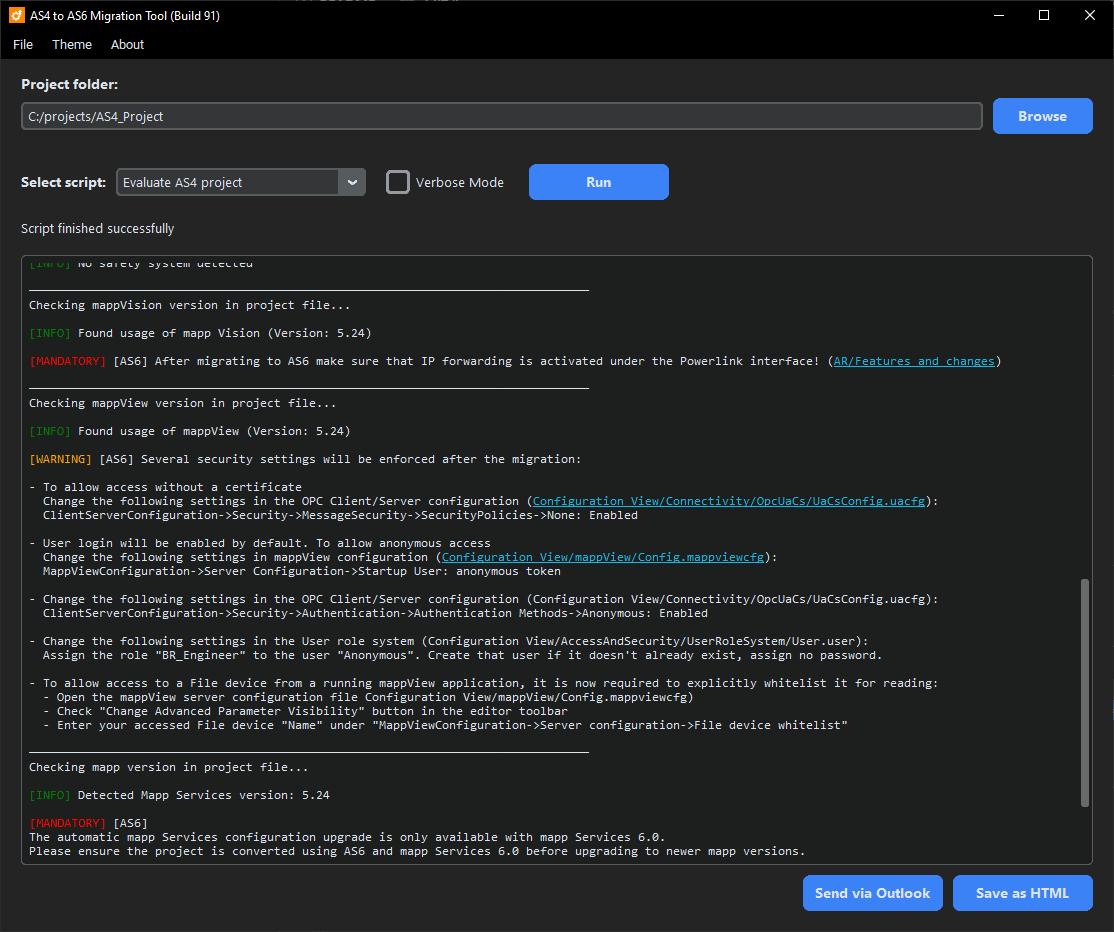 AS4 to AS6 Migration Tool (Build 91)
File Theme About
Project folder:
C:/projects/AS4_Project
Browse
Select script:
Evaluate AS4 project
Verbose Mode
Run
Script finished successfully
[INFO] No safety system detected
Checking mappVision version in project file...
[INFO] Found usage of mapp Vision (Version: 5.24)
[MANDATORY] [AS6] After migrating to AS6 make sure that IP forwarding is activated under the Powerlink interface! (AR/Features and changes)
Checking mappView version in project file...
[INFO] Found usage of mappView (Version: 5.24)
[WARNING] [AS6] Several security settings will be enforced after the migration:
- To allow access without a certificate
Change the following settings in the OPC Client/Server configuration (Configuration View/Connectivity/OpcUaCs/UaCsConfig.uacfg):
ClientServerConfiguration->Security->MessageSecurity->SecurityPolicies->None: Enabled
- User login will be enabled by default. To allow anonymous access
Change the following settings in mappView configuration (Configuration View/mappView/Config.mappviewcfg):
MappViewConfiguration->Server Configuration->Startup User: anonymous token
- Change the following settings in the OPC Client/Server configuration (Configuration View/Connectivity/OpcUaCs/UaCsConfig.uacfg):
ClientServerConfiguration->Security->Authentication->Authentication Methods->Anonymous: Enabled
- Change the following settings in the User role system (Configuration View/AccessAndSecurity/UserRoleSystem/User.user):
Assign the role "BR_Engineer" to the user "Anonymous". Create that user if it doesn't already exist, assign no password.
- To allow access to a File device from a running mappView application, it is now required to explicitly whitelist it for reading:
- Open the mappView server configuration file Configuration View/mappView/Config.mappviewcfg)
- Check "Change Advanced Parameter Visibility" button in the editor toolbar
- Enter your accessed File device "Name" under "MappViewConfiguration->Server configuration->File device whitelist"
Checking mapp version in project file...
[INFO] Detected Mapp Services version: 5.24
[MANDATORY] [AS6]
The automatic mapp Services configuration upgrade is only available with mapp Services 6.0.
Please ensure the project is converted using AS6 and mapp Services 6.0 before upgrading to newer mapp versions.
Send via Outlook
Save as HTML